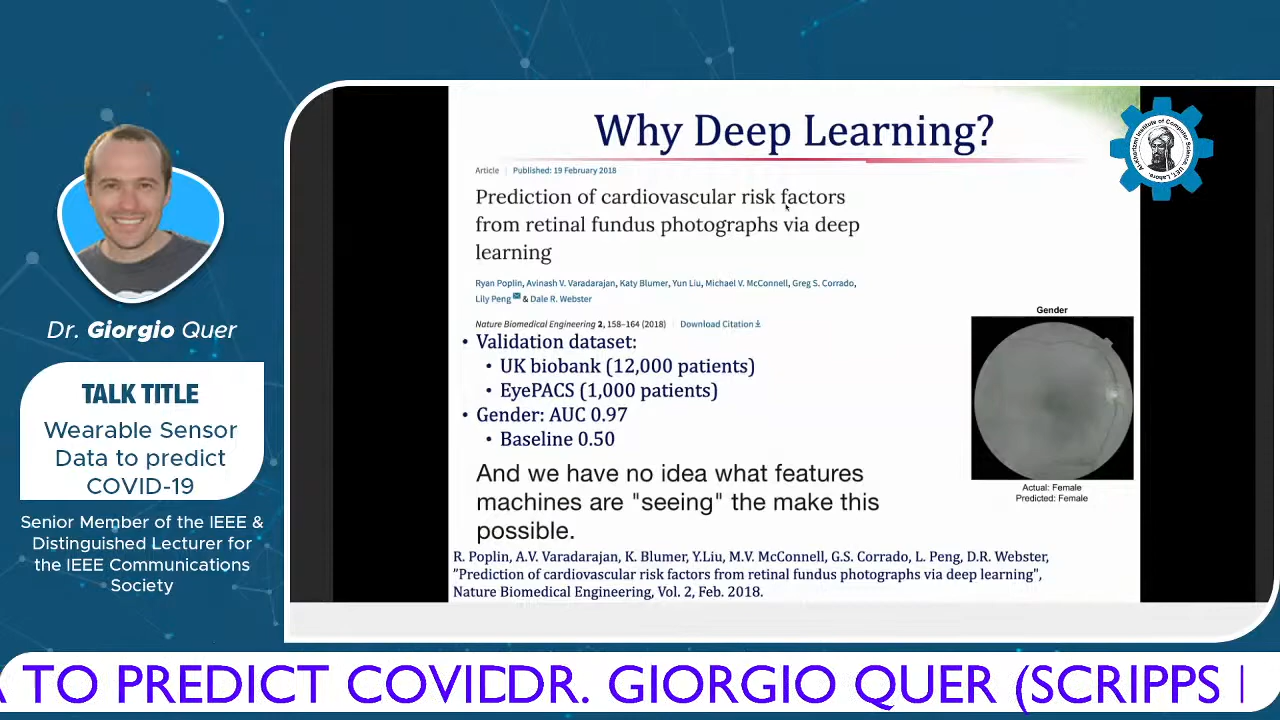 Why Deep Learning?
Article | Published: 19 February 2018
Prediction of cardiovascular risk factors
from retinal fundus photographs via deep
learning
Ryan Poplin, Avinash V. Varadarajan, Katy Blumer, Yun Liu, Michael V. McConnell, Greg S. Corrado,
Lily Peng & Dale R. Webster
Nature Biomedical Engineering 2, 158–164 (2018) | Download Citation
• Validation dataset:
• UK biobank (12,000 patients)
• EyePACS (1,000 patients)
• Gender: AUC 0.97
• Baseline 0.50
And we have no idea what features
machines are "seeing" the make this
possible.
R. Poplin, A.V. Varadarajan, K. Blumer, Y.Liu, M.V. McConnell, G.S. Corrado, L. Peng, D.R. Webster,
"Prediction of cardiovascular risk factors from retinal fundus photographs via deep learning",
Nature Biomedical Engineering, Vol. 2, Feb. 2018.
Gender
Actual: Female
Predicted: Female
Dr. Giorgio Quer
TALK TITLE
Wearable Sensor
Data to predict
COVID-19
Senior Member of the IEEE &
Distinguished Lecturer for
the IEEE Communications
Society
TO PREDICT COVID DR. GIORGIO QUER (SCRIPPS